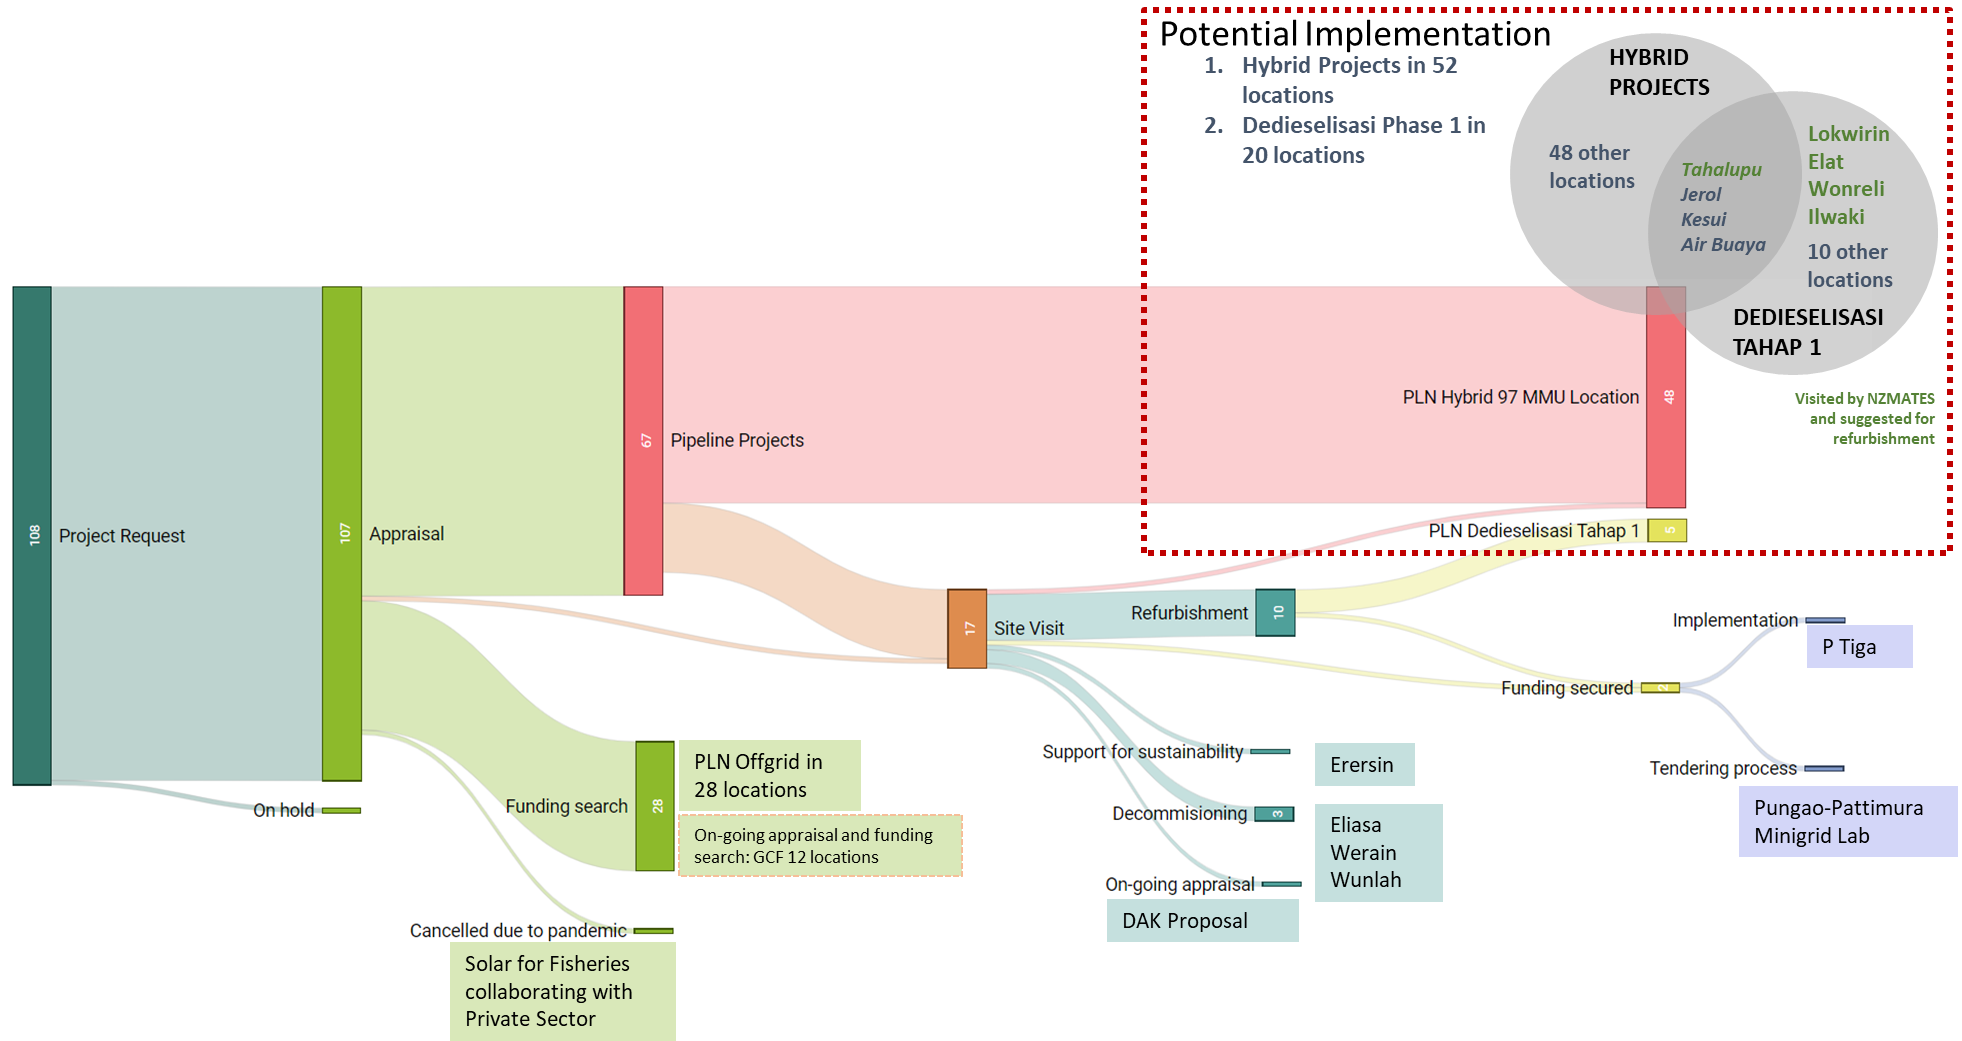 Potential Implementation
1. Hybrid Projects in 52
locations
2. Dedieselisasi Phase 1 in
20 locations
HYBRID
PROJECTS
48 other
locations
Tahalupu
Jerol
Kesui
Air Buaya
Lokwirin
Elat
Wonreli
Ilwaki
10 other
locations
DEDIESELISASI
TAHAP 1
Visited by NZMATES
and suggested for
refurbishment
108
Project Request
107
Appraisal
67
Pipeline Projects
PLN Hybrid 97 MMU Location
48
PLN Dedieselisasi Tahap 1
5
17
Site Visit
Refurbishment
10
Implementation
P Tiga
Funding secured
2
Tendering process
Pungao-Pattimura
Minigrid Lab
On hold
Funding search
28
PLN Offgrid in
28 locations
On-going appraisal and funding
search: GCF 12 locations
Support for sustainability
Erersin
Decommisioning
3
Eliasa
Werain
Wunlah
On-going appraisal
DAK Proposal
Cancelled due to pandemic
Solar for Fisheries
collaborating with
Private Sector